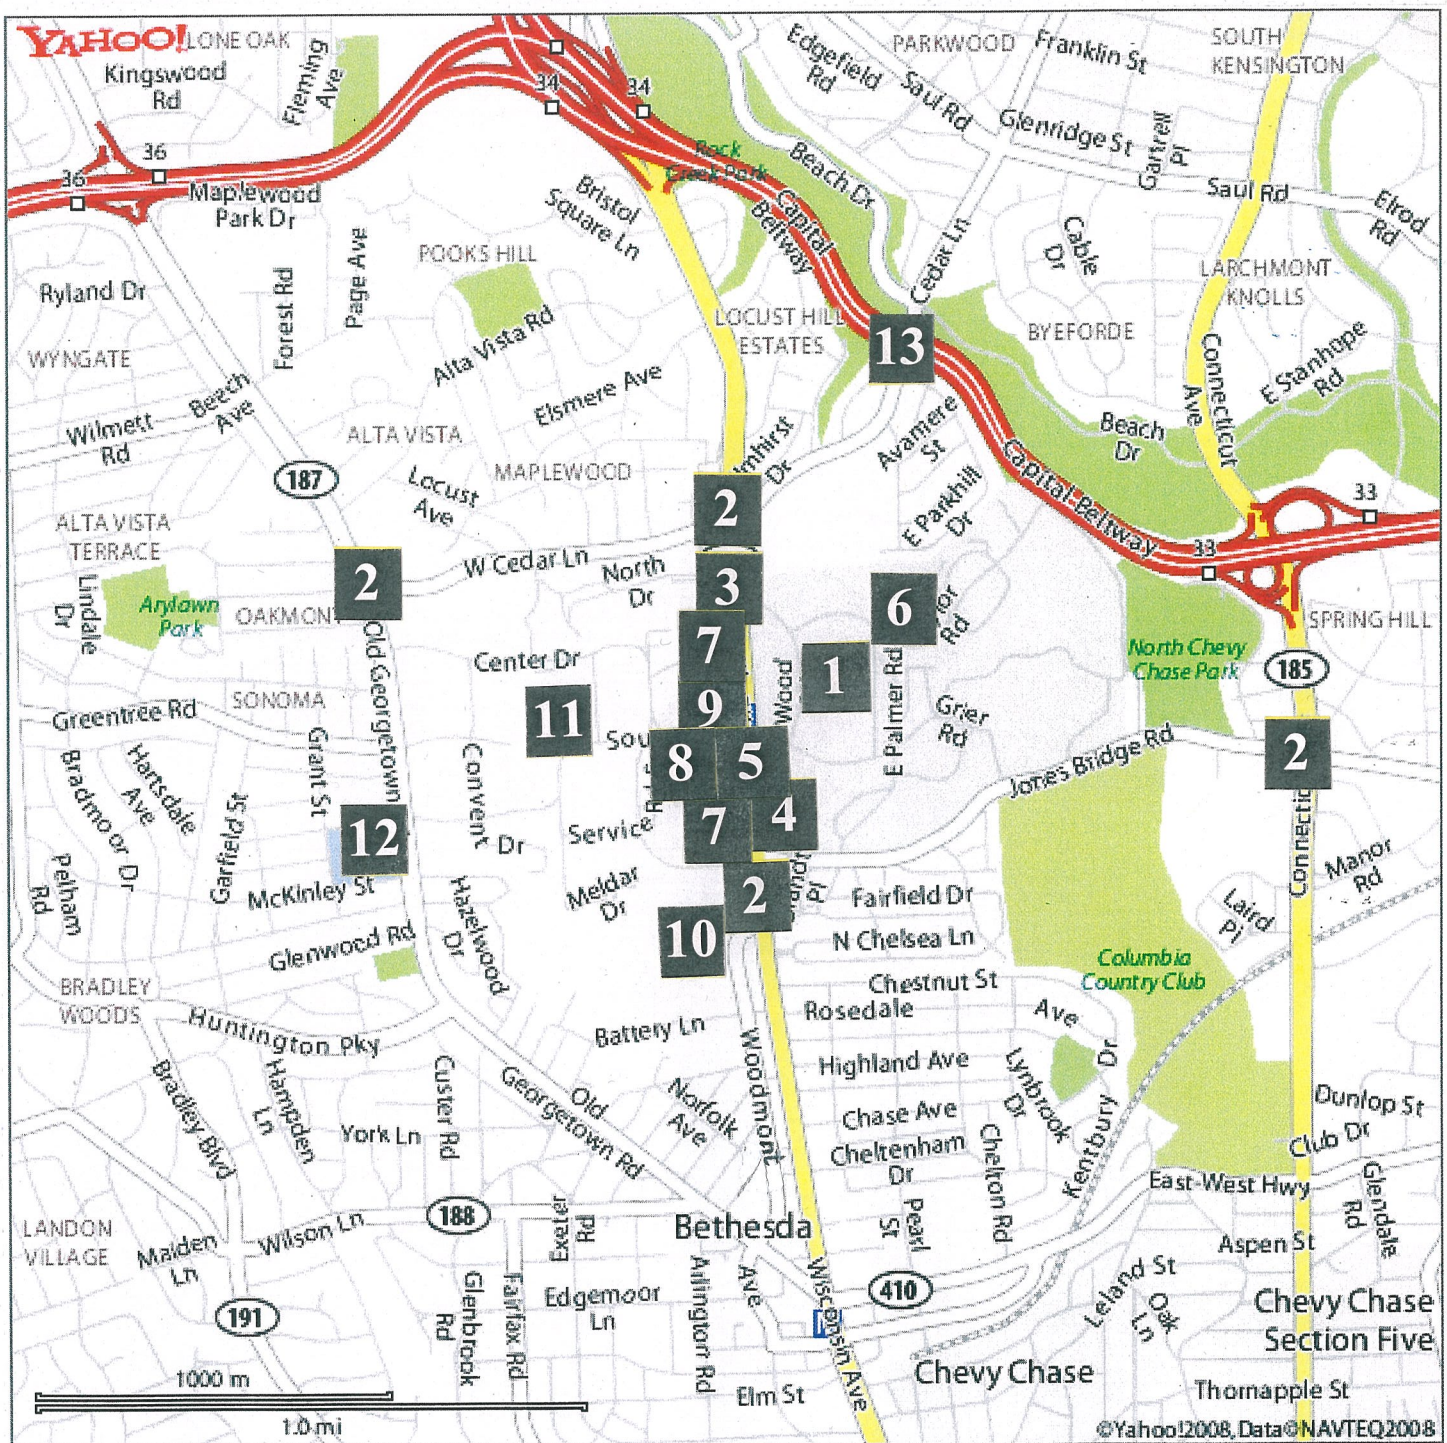 YAHOO!
LONE OAK
Kingswood
Rd
Fleming
Ave
34
34
36
36
Maplewood
Park Dr
Rock
Creek Park
Bristol
Square Ln
Capital
Beltway
Beach Dr
Edgefield
Rd
PARKWOOD
Franklin St
Saul Rd
Glenridge St
Gartrell
Pl
SOUTH
KENSINGTON
Saul Rd
Elrod
Rd
Cedar Ln
Cable
Dr
LARCHMONT
KNOLLS
BYEFORDE
E Stanhope
Rd
Connecticut
Ave
POOKS HILL
Ryland Dr
Forest Rd
Page Ave
WYNGATE
Alta Vista Rd
Elsmere Ave
LOCUST HILL
ESTATES
13
Wilmett
Rd
Beech
Ave
187
ALTA VISTA
MAPLEWOOD
Locust
Ave
lmhirst
Dr
Avamere
St
Capital Beltway
Beach
Dr
E Parkhill
Dr
33
33
ALTA VISTA
TERRACE
Lindale
Dr
Arylawn
Park
OAKMON
2
W Cedar Ln
North
Dr
2
3
7
9
6
1
Wood
E Palmer Rd
or
Rd
Grier
Rd
North Chevy
Chase Park
SPRING HILL
185
2
Jones Bridge Rd
Center Dr
11
Sou
8
5
7
4
Service
SONOMA
Greentree Rd
Old Georgetown
Grant St
Hartsdale
Ave
Bradmoor Dr
Garfield St
Convent
Dr
12
McKinley St
Pelham
Rd
Glenwood Rd
Hazelwood
Dr
Meldar
Dr
2
10
Pl
Fairfield Dr
N Chelsea Ln
Chestnut St
Rosedale
Ave
Columbia
Country Club
Laird
Pl
Connectic
Manor
Rd
BRADLEY
WOODS
Huntington Pky
Battery Ln
Highland Ave
Lynbrook
Dr
Dr
Kentbury
Bradley Blvd
Hampden
Ln
Custer Rd
Old
Georgetown Rd
Norfolk
Ave
Woodmont
Chase Ave
Cheltenham
Dr
Chelton Rd
Dunlop St
Club Dr
York Ln
188
Exeter
Rd
Bethesda
Pearl
St
East-West Hwy
Glendale
Rd
LANDON
VILLAGE
Maiden
Ln
Wilson Ln
191
Glenbrook
Rd
Fairfax Rd
Edgemoor
Ln
Arlington Rd
Ave
Wisconsin Ave
410
Aspen St
Leland St
Oak
Ln
Chevy Chase
Section Five
Chevy Chase
Elm St
Thornapple St
1000 m
1.0 mi
©Yahoo!2008,Data©NAVTEQ2008